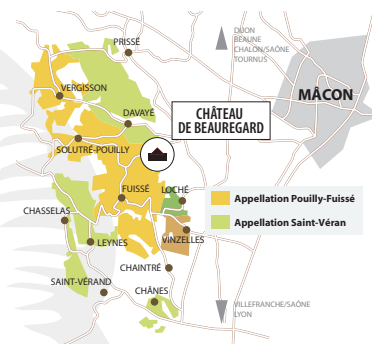 DIJON
BEAUNE
CHALON/SAÔNE
TOURNUS
PRISSÉ
VERGISSON
MÂCON
DAVAYÉ
CHÂTEAU
DE BEAUREGARD
SOLUTRÉ-POUILLY
FUISSÉ
LOCHÉ
Appellation Pouilly-Fuissé
CHASSELAS
Appellation Saint-Véran
LEYNES
VINZELLES
CHAINTRÉ
SAINT-VÉRAND
CHÂNES
VILLEFRANCHE/SAÔNE
LYON